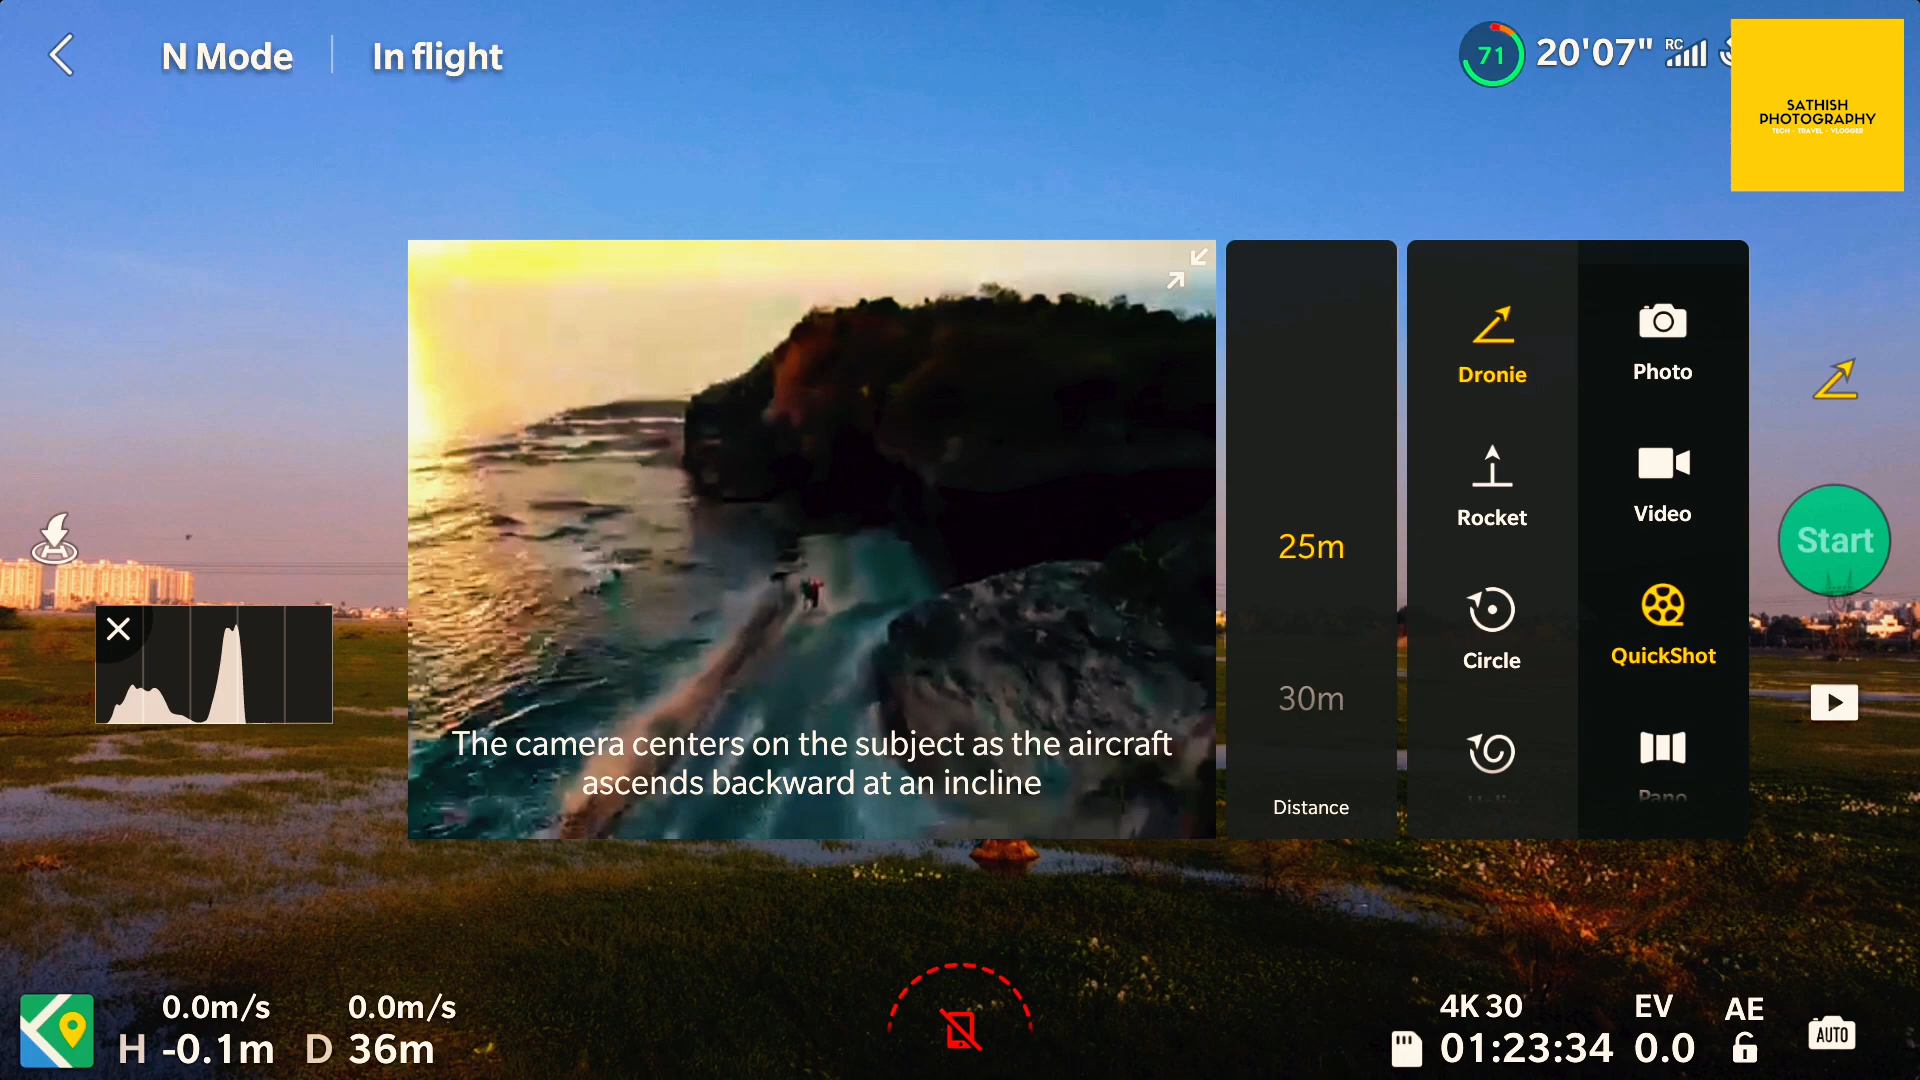 N Mode
In flight
71
20'07"
RC
SATHISH
PHOTOGRAPHY
TECH - TRAVEL - VLOGGER
Dronie
Photo
Rocket
Video
25m
Start
Circle
QuickShot
30m
The camera centers on the subject as the aircraft
ascends backward at an incline
Distance
Pano
0.0m/s
0.0m/s
H -0.1m
D 36m
4K 30
01:23:34
EV
0.0
AE
AUTO